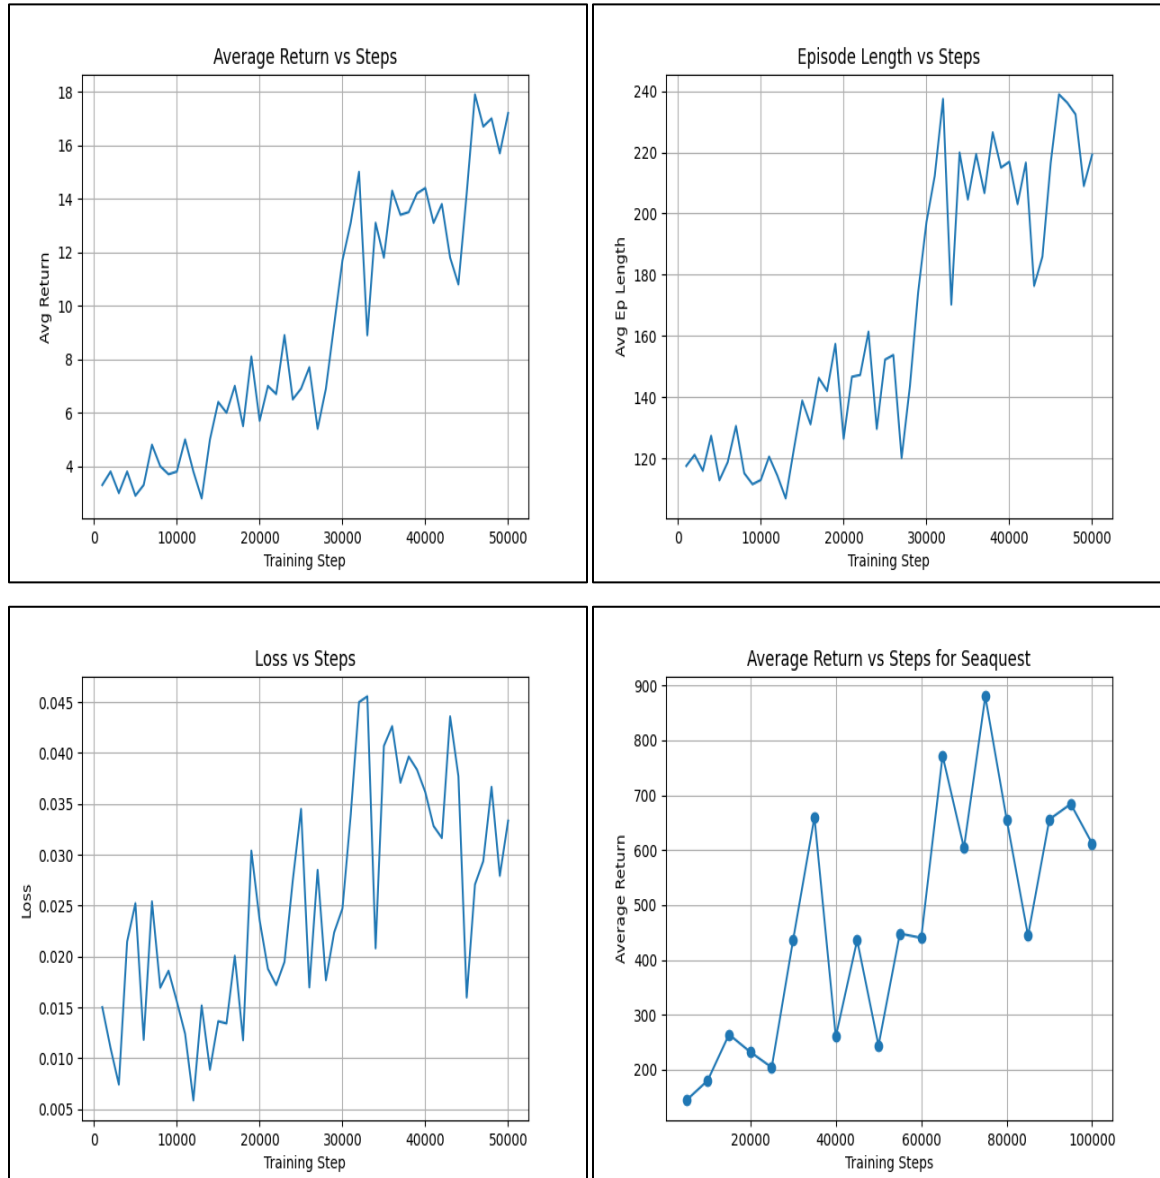 Average Return vs Steps
Avg Return
18
16
14
12
10
8
6
4
0 10000 20000 30000 40000 50000
Training Step
Episode Length vs Steps
Avg Ep Length
240
220
200
180
160
140
120
0 10000 20000 30000 40000 50000
Training Step
Loss vs Steps
Loss
0.045
0.040
0.035
0.030
0.025
0.020
0.015
0.010
0.005
0 10000 20000 30000 40000 50000
Training Step
Average Return vs Steps for Seaquest
Average Return
900
800
700
600
500
400
300
200
20000 40000 60000 80000 100000
Training Steps